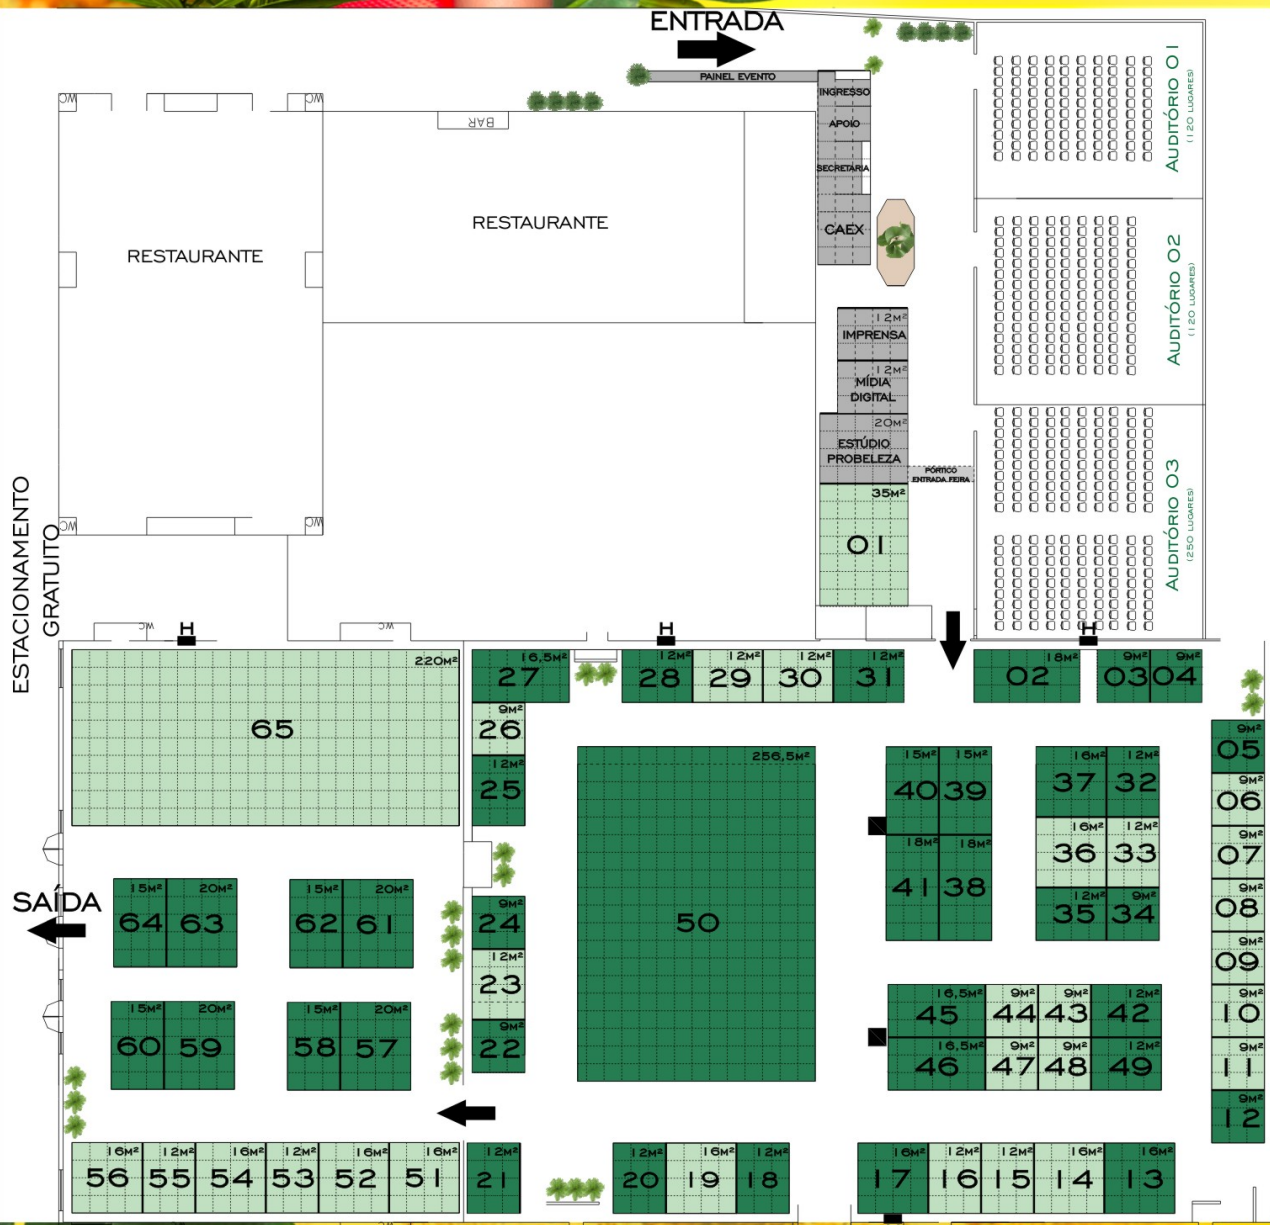 ENTRADA
PAINEL EVENTO
INGRESSO
APOIO
SECRETARIA
CAEX
WC
WC
BAR
RESTAURANTE
RESTAURANTE
AUDITÓRIO 01
(120 LUGARES)
AUDITÓRIO 02
(120 LUGARES)
AUDITÓRIO 03
(250 LUGARES)
12M²
IMPRENSA
12M²
MÍDIA
DIGITAL
20M²
ESTÚDIO
PROBELEZA
PÓRTICO
ENTRADA FEIRA
35M²
01
WC
WC
ESTACIONAMENTO
GRATUITO
WC
WC
H
H
H
220M²
65
16,5M²
27
12M²
28
12M²
29
12M²
30
12M²
31
18M²
02
9M²
03
9M²
04
9M²
26
12M²
25
256,5M²
50
15M²
40
15M²
39
18M²
41
18M²
38
16M²
37
12M²
32
16M²
36
12M²
33
12M²
35
9M²
34
9M²
05
9M²
06
9M²
07
9M²
08
9M²
09
9M²
10
9M²
11
9M²
12
SAÍDA
15M²
64
20M²
63
15M²
62
20M²
61
9M²
24
12M²
23
9M²
22
15M²
60
20M²
59
15M²
58
20M²
57
16,5M²
45
9M²
44
9M²
43
12M²
42
16,5M²
46
9M²
47
9M²
48
12M²
49
16M²
56
12M²
55
16M²
54
12M²
53
16M²
52
16M²
51
12M²
21
12M²
20
16M²
19
12M²
18
16M²
17
12M²
16
12M²
15
16M²
14
16M²
13